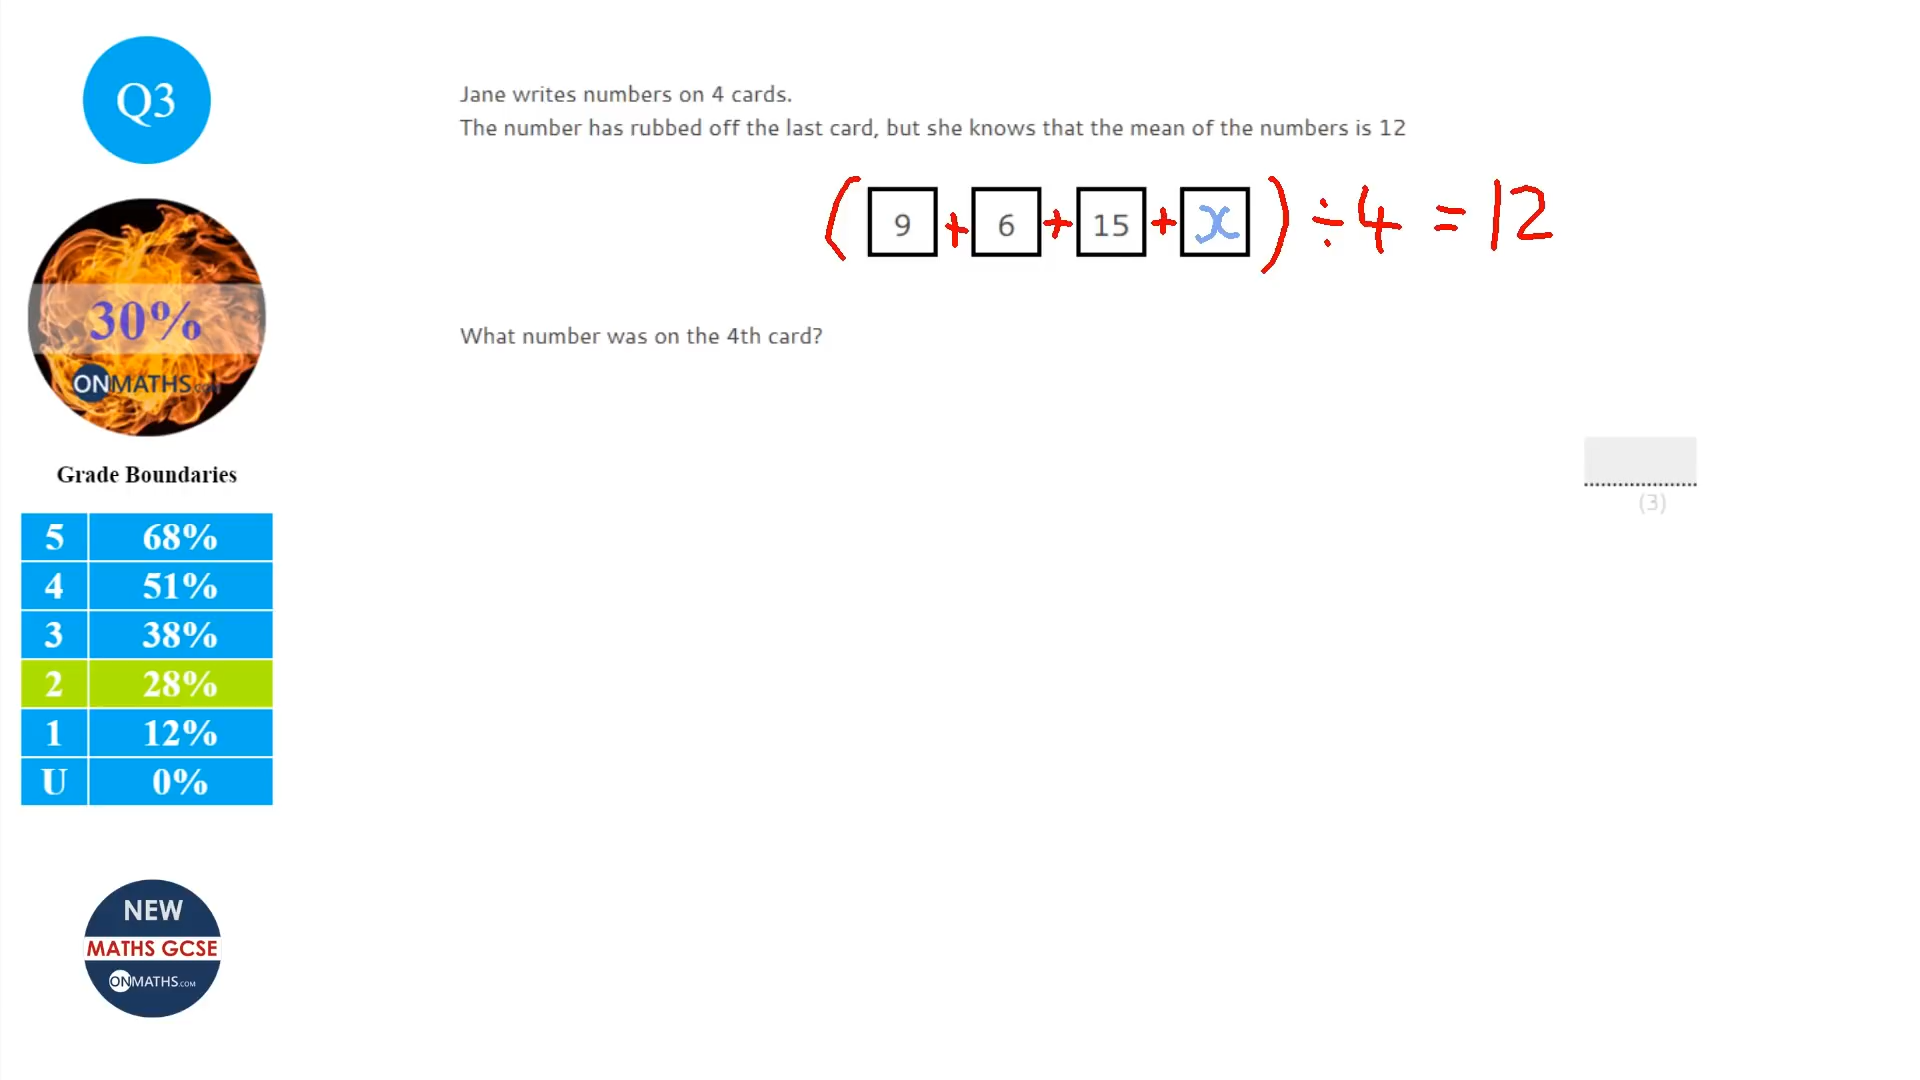 Q3
Jane writes numbers on 4 cards.
The number has rubbed off the last card, but she knows that the mean of the numbers is 12
( 9 + 6 + 15 + x ) ÷ 4 = 12
What number was on the 4th card?
(3)
30%
ONMATHS.com
Grade Boundaries
5 68%
4 51%
3 38%
2 28%
1 12%
U 0%
NEW
MATHS GCSE
ONMATHS.COM